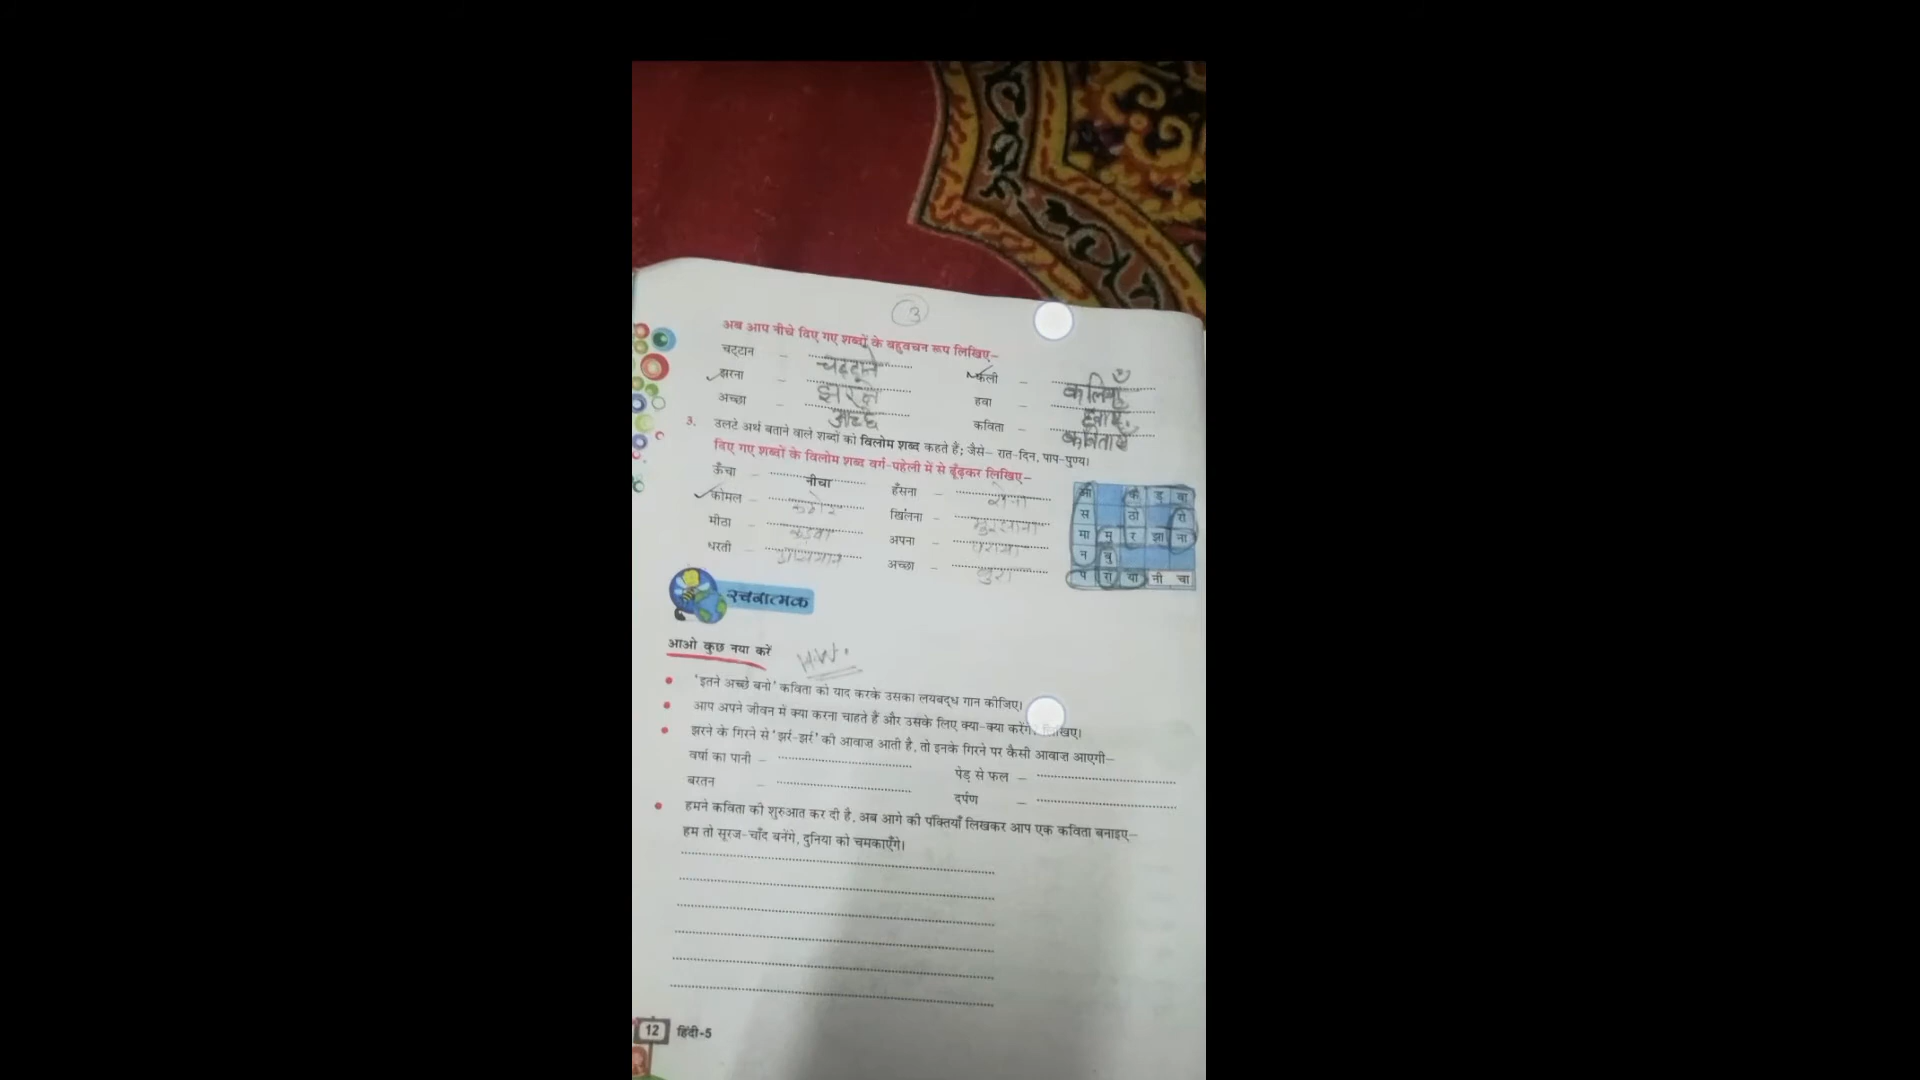 3
अब आप नीचे दिए गए शब्दों के बहुवचन रूप लिखिए–
चट्टान – चट्टानें
झरना – झरने कली – कलियाँ
अच्छा – अच्छे हवा – हवाएँ
कविता – कविताएँ
3. उलटे अर्थ बताने वाले शब्दों को विलोम शब्द कहते हैं; जैसे– रात-दिन, पाप-पुण्य।
दिए गए शब्दों के विलोम शब्द वर्ग-पहेली में से ढूँढ़कर लिखिए–
ऊँचा – नीचा हँसना – रोना
कोमल – कठोर खिलना – मुरझाना
मीठा – कड़वा अपना – पराया
धरती – अच्छा – बुरा
आ क ड़ वा
स ठो रो
मा मु र झा ना
न बु
प रा या नी चा
रचनात्मक
आओ कुछ नया करें H.W.
• 'इतने अच्छे बनो' कविता को याद करके उसका लयबद्ध गान कीजिए।
• आप अपने जीवन में क्या करना चाहते हैं और उसके लिए क्या-क्या करेंगे लिखिए।
• झरने के गिरने से 'झर्र-झर्र' की आवाज़ आती है, तो इनके गिरने पर कैसी आवाज़ आएगी–
वर्षा का पानी – पेड़ से फल –
बरतन – दर्पण –
• हमने कविता की शुरुआत कर दी है, अब आगे की पंक्तियाँ लिखकर आप एक कविता बनाइए–
हम तो सूरज-चाँद बनेंगे, दुनिया को चमकाएँगे।
12 हिंदी-5